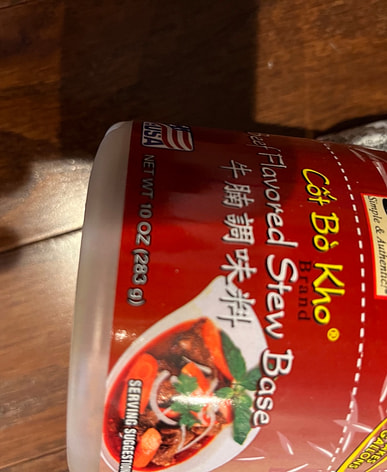 Simple & Authentic
Cốt Bò Kho®
Brand
Beef Flavored Stew Base
牛腩調味料
USA
NET WT 10 OZ (283 g)
SERVING SUGGESTION